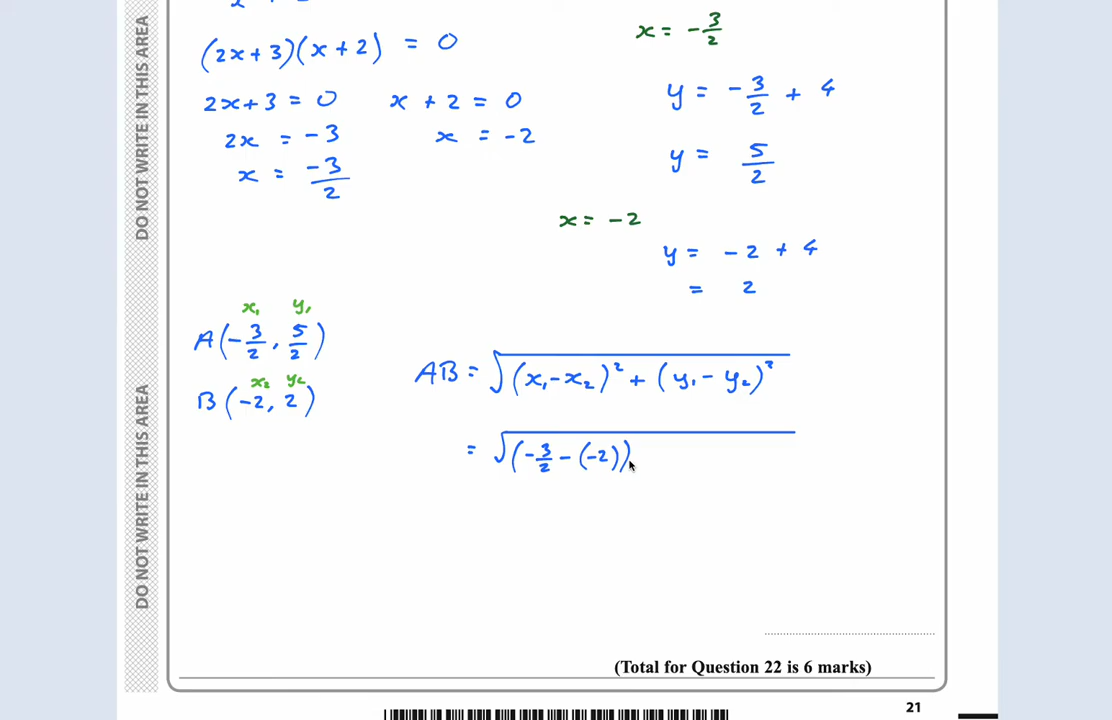 (2x + 3)(x + 2) = 0
2x + 3 = 0 x + 2 = 0
2x = -3 x = -2
x = -3/2
x = -3/2
y = -3/2 + 4
y = 5/2
x = -2
y = -2 + 4
= 2
x₁ y₁
A(-3/2, 5/2)
x₂ y₂
B(-2, 2)
AB = √((x₁ - x₂)² + (y₁ - y₂)²)
= √(-3/2 - (-2))
(Total for Question 22 is 6 marks)
21
DO NOT WRITE IN THIS AREA
DO NOT WRITE IN THIS AREA